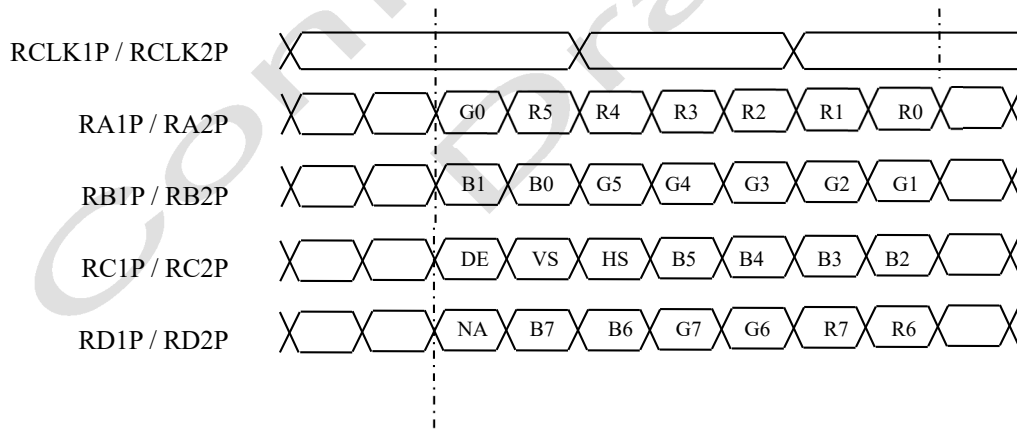 RCLK1P / RCLK2P
RA1P / RA2P G0 R5 R4 R3 R2 R1 R0
RB1P / RB2P B1 B0 G5 G4 G3 G2 G1
RC1P / RC2P DE VS HS B5 B4 B3 B2
RD1P / RD2P NA B7 B6 G7 G6 R7 R6